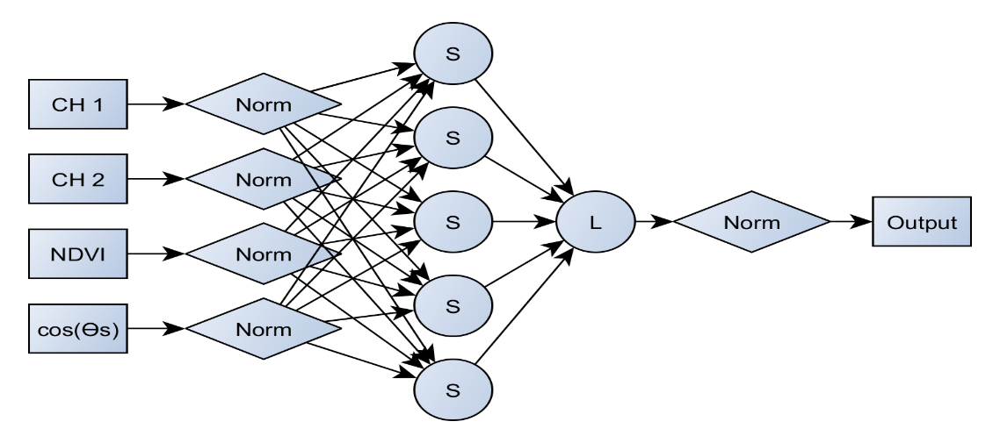 CH 1
Norm
CH 2
Norm
NDVI
Norm
cos(Θs)
Norm
S
S
S
S
S
L
Norm
Output